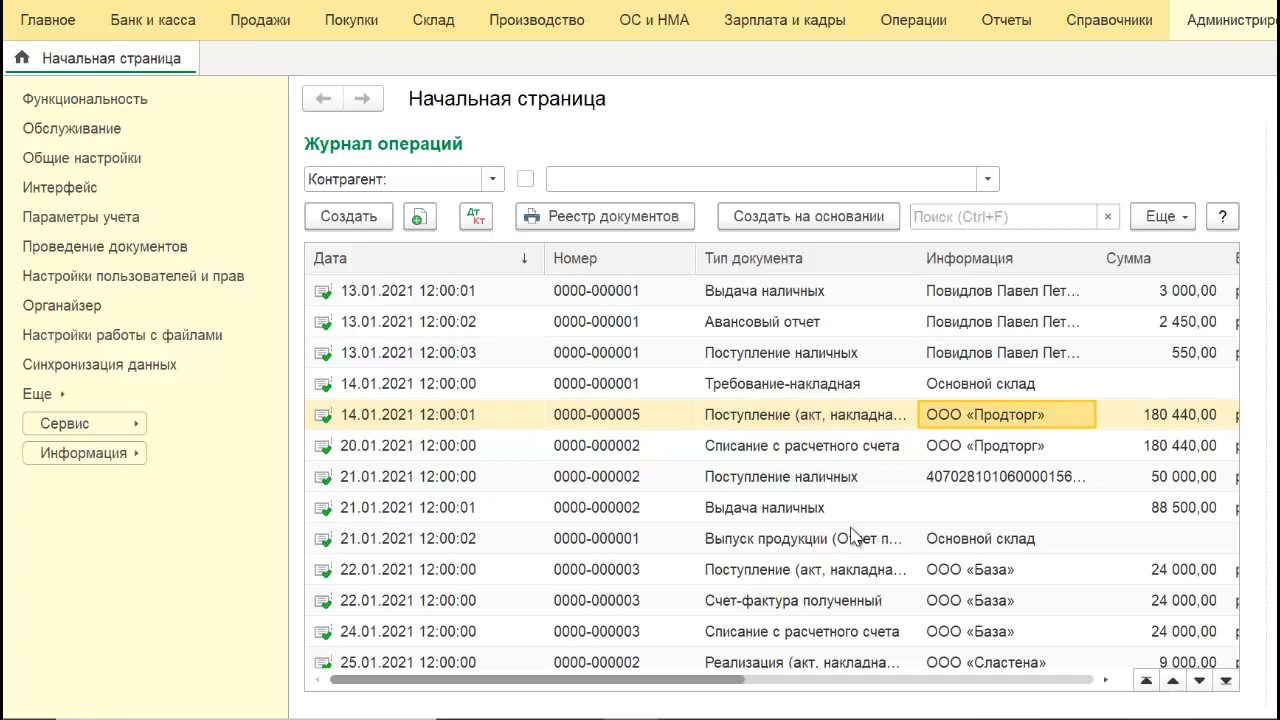 Главное Банк и касса Продажи Покупки Склад Производство ОС и НМА Зарплата и кадры Операции Отчеты Справочники
Начальная страница
Функциональность
Обслуживание
Общие настройки
Интерфейс
Параметры учета
Проведение документов
Настройки пользователей и прав
Органайзер
Настройки работы с файлами
Синхронизация данных
Еще
Сервис
Информация
Начальная страница
Журнал операций
Контрагент:
Создать Дт Кт Реестр документов Создать на основании Поиск (Ctrl+F) × Еще ?
Дата ↓ Номер Тип документа Информация Сумма
13.01.2021 12:00:01 0000-000001 Выдача наличных Повидлов Павел Пет... 3 000,00
13.01.2021 12:00:02 0000-000001 Авансовый отчет Повидлов Павел Пет... 2 450,00
13.01.2021 12:00:03 0000-000001 Поступление наличных Повидлов Павел Пет... 550,00
14.01.2021 12:00:00 0000-000001 Требование-накладная Основной склад
14.01.2021 12:00:01 0000-000005 Поступление (акт, накладна... ООО «Продторг» 180 440,00
20.01.2021 12:00:00 0000-000002 Списание с расчетного счета ООО «Продторг» 180 440,00
21.01.2021 12:00:00 0000-000002 Поступление наличных 407028101060000156... 50 000,00
21.01.2021 12:00:01 0000-000002 Выдача наличных 88 500,00
21.01.2021 12:00:02 0000-000001 Выпуск продукции Основной склад
22.01.2021 12:00:00 0000-000003 Поступление (акт, накладна... ООО «База» 24 000,00
22.01.2021 12:00:00 0000-000003 Счет-фактура полученный ООО «База» 24 000,00
24.01.2021 12:00:00 0000-000003 Списание с расчетного счета ООО «База» 24 000,00
25.01.2021 12:00:00 0000-000002 Реализация (акт, накладна... ООО «Сластена» 9 000,00